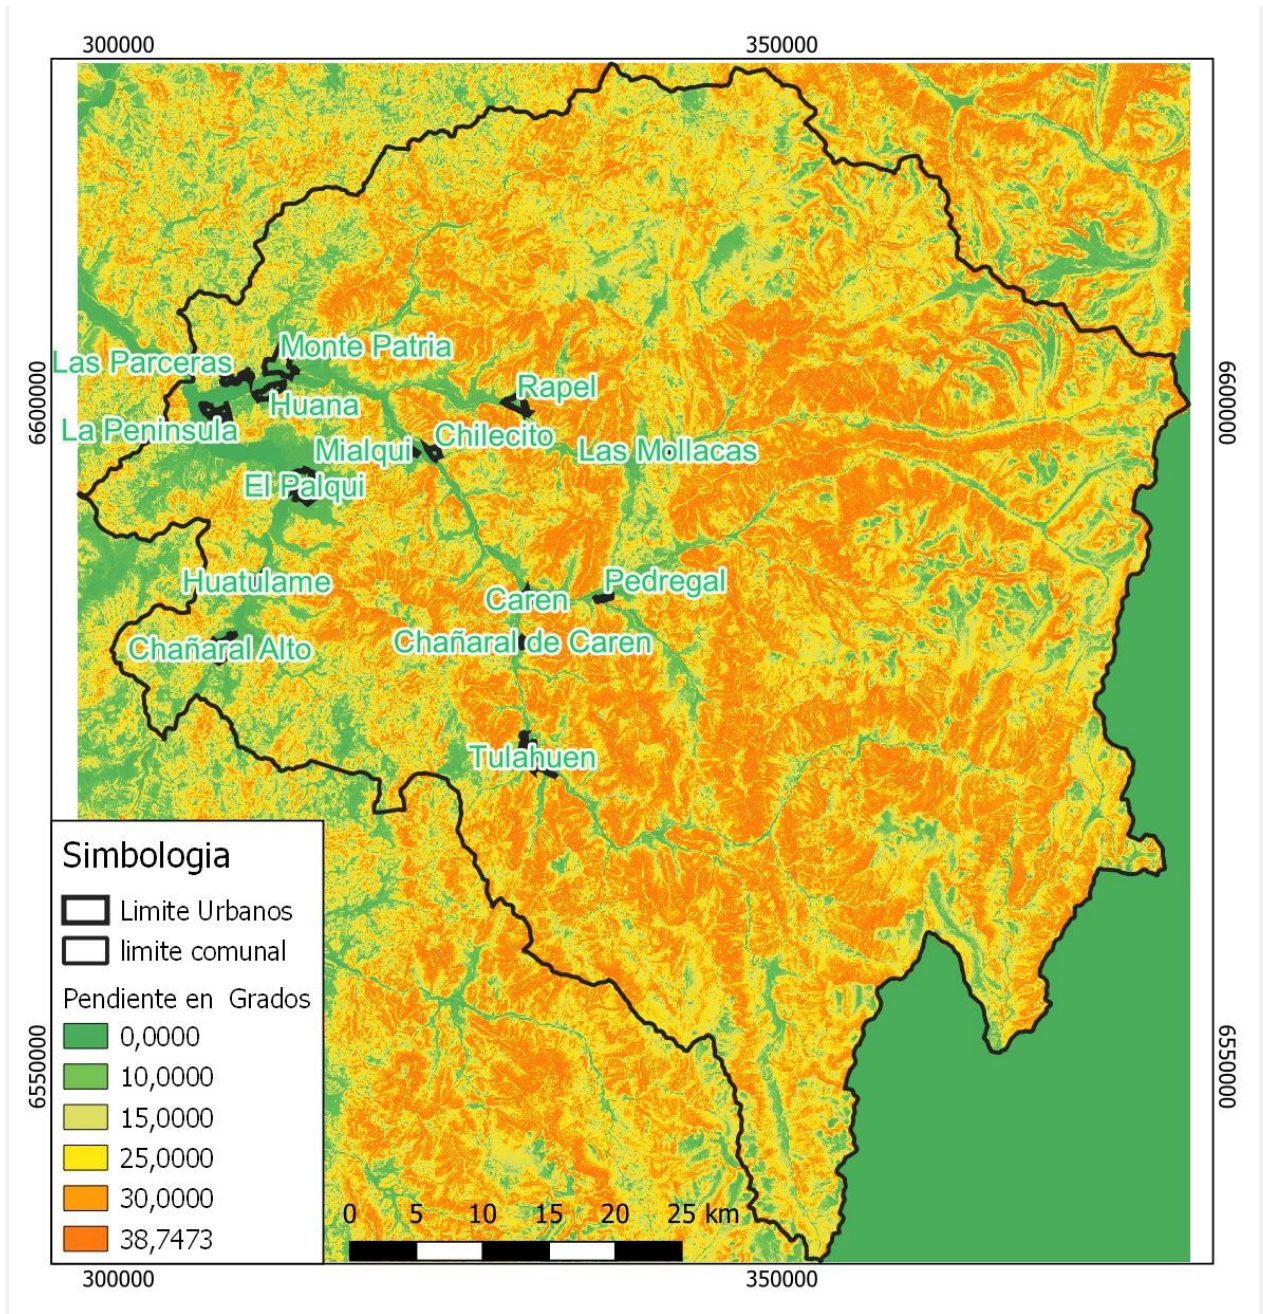 300000 350000
Monte Patria
Las Parceras
Rapel
Huana
6600000
6600000
La Peninsula
Chilecito
Mialqui
Las Mollacas
El Palqui
Huatulame
Pedregal
Caren
Chañaral Alto
Chañaral de Caren
Tulahuen
Simbologia
Limite Urbanos
limite comunal
Pendiente en Grados
0,0000
10,0000
15,0000
25,0000
30,0000
38,7473
6550000
6550000
0 5 10 15 20 25 km
300000 350000